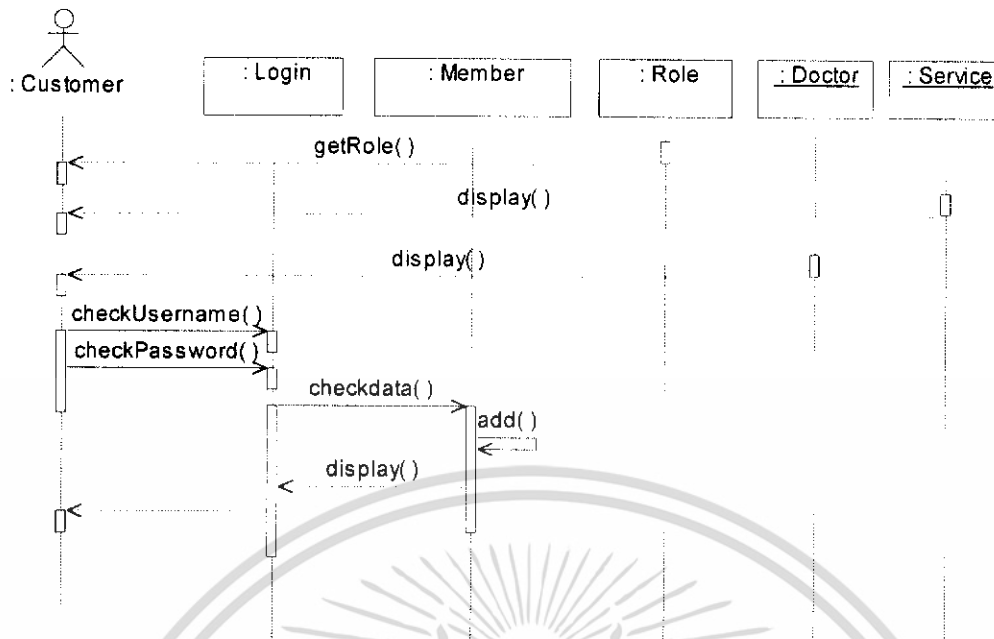 : Customer
: Login
: Member
: Role
: Doctor
: Service
getRole( )
display( )
display( )
checkUsername( )
checkPassword( )
checkdata( )
add( )
display( )